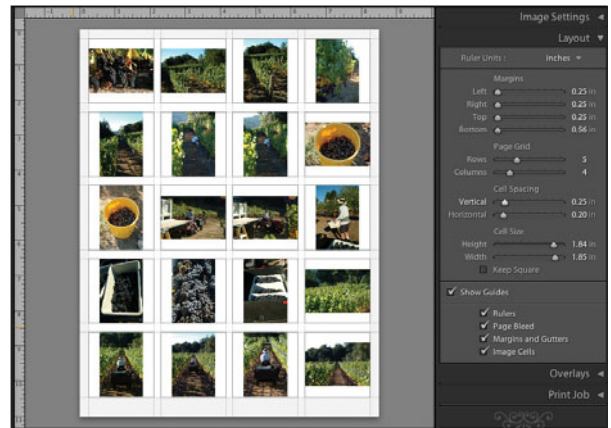 Image Settings
Layout
Ruler Units : Inches
Margins
Left 0.25 in
Right 0.25 in
Top 0.25 in
Bottom 0.56 in
Page Grid
Rows 5
Columns 4
Cell Spacing
Vertical 0.25 in
Horizontal 0.20 in
Cell Size
Height 1.84 in
Width 1.85 in
Keep Square
Show Guides
Rulers
Page Bleed
Margins and Gutters
Image Cells
Overlays
Print Job